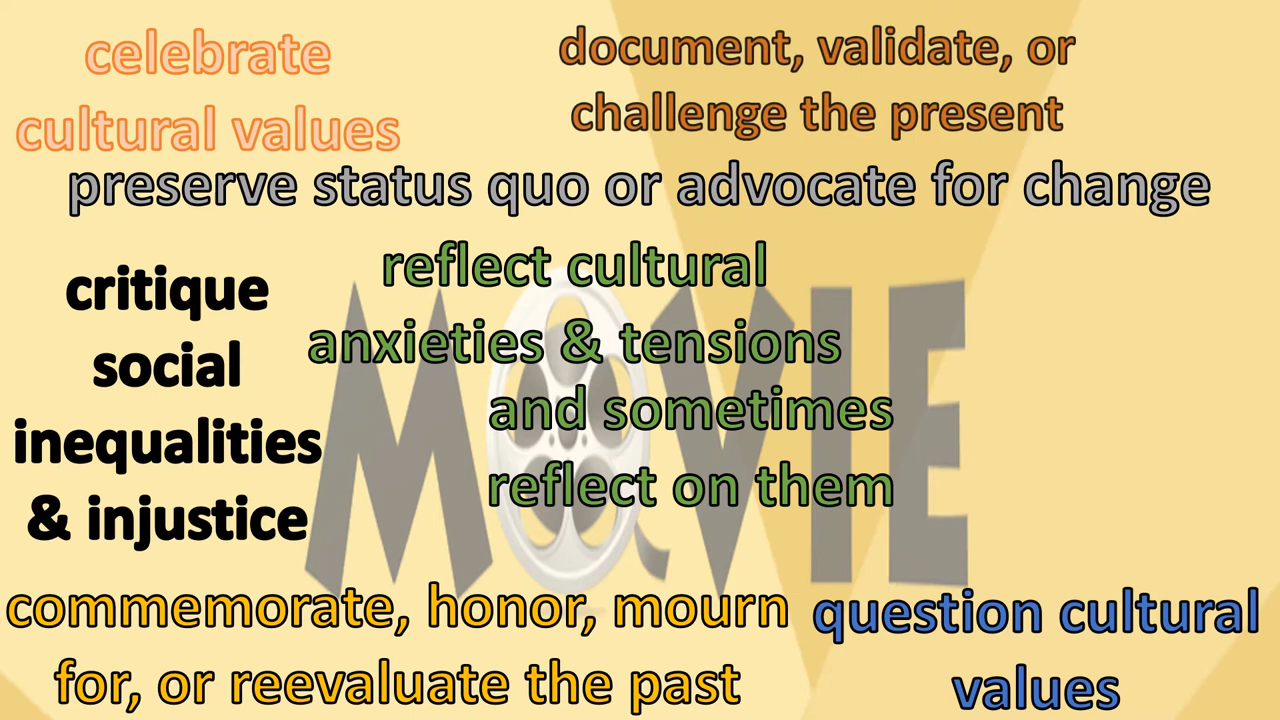 celebrate
cultural values
document, validate, or
challenge the present
preserve status quo or advocate for change
critique
social
inequalities
& injustice
reflect cultural
anxieties & tensions
and sometimes
reflect on them
MOVIE
commemorate, honor, mourn
for, or reevaluate the past
question cultural
values